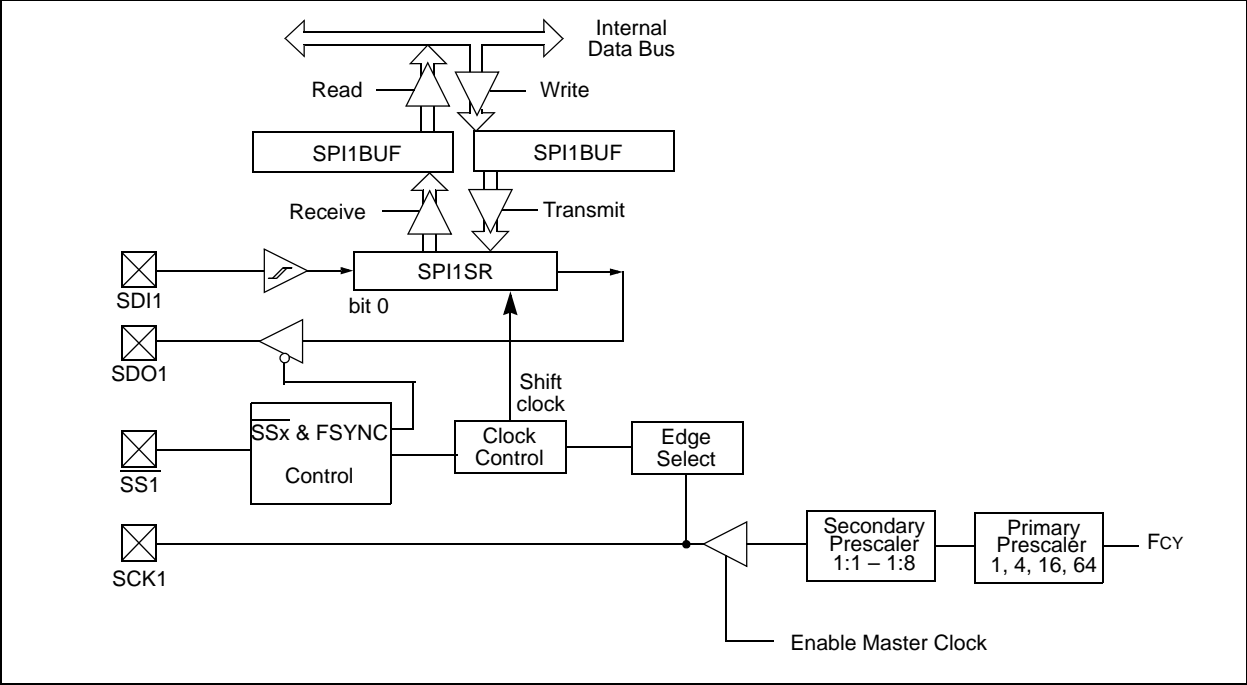 Internal
Data Bus
Read
Write
SPI1BUF
SPI1BUF
Receive
Transmit
SDI1
SPI1SR
bit 0
SDO1
Shift
clock
SSx & FSYNC
Control
Clock
Control
Edge
Select
SS1
SCK1
Secondary
Prescaler
1:1 – 1:8
Primary
Prescaler
1, 4, 16, 64
FCY
Enable Master Clock